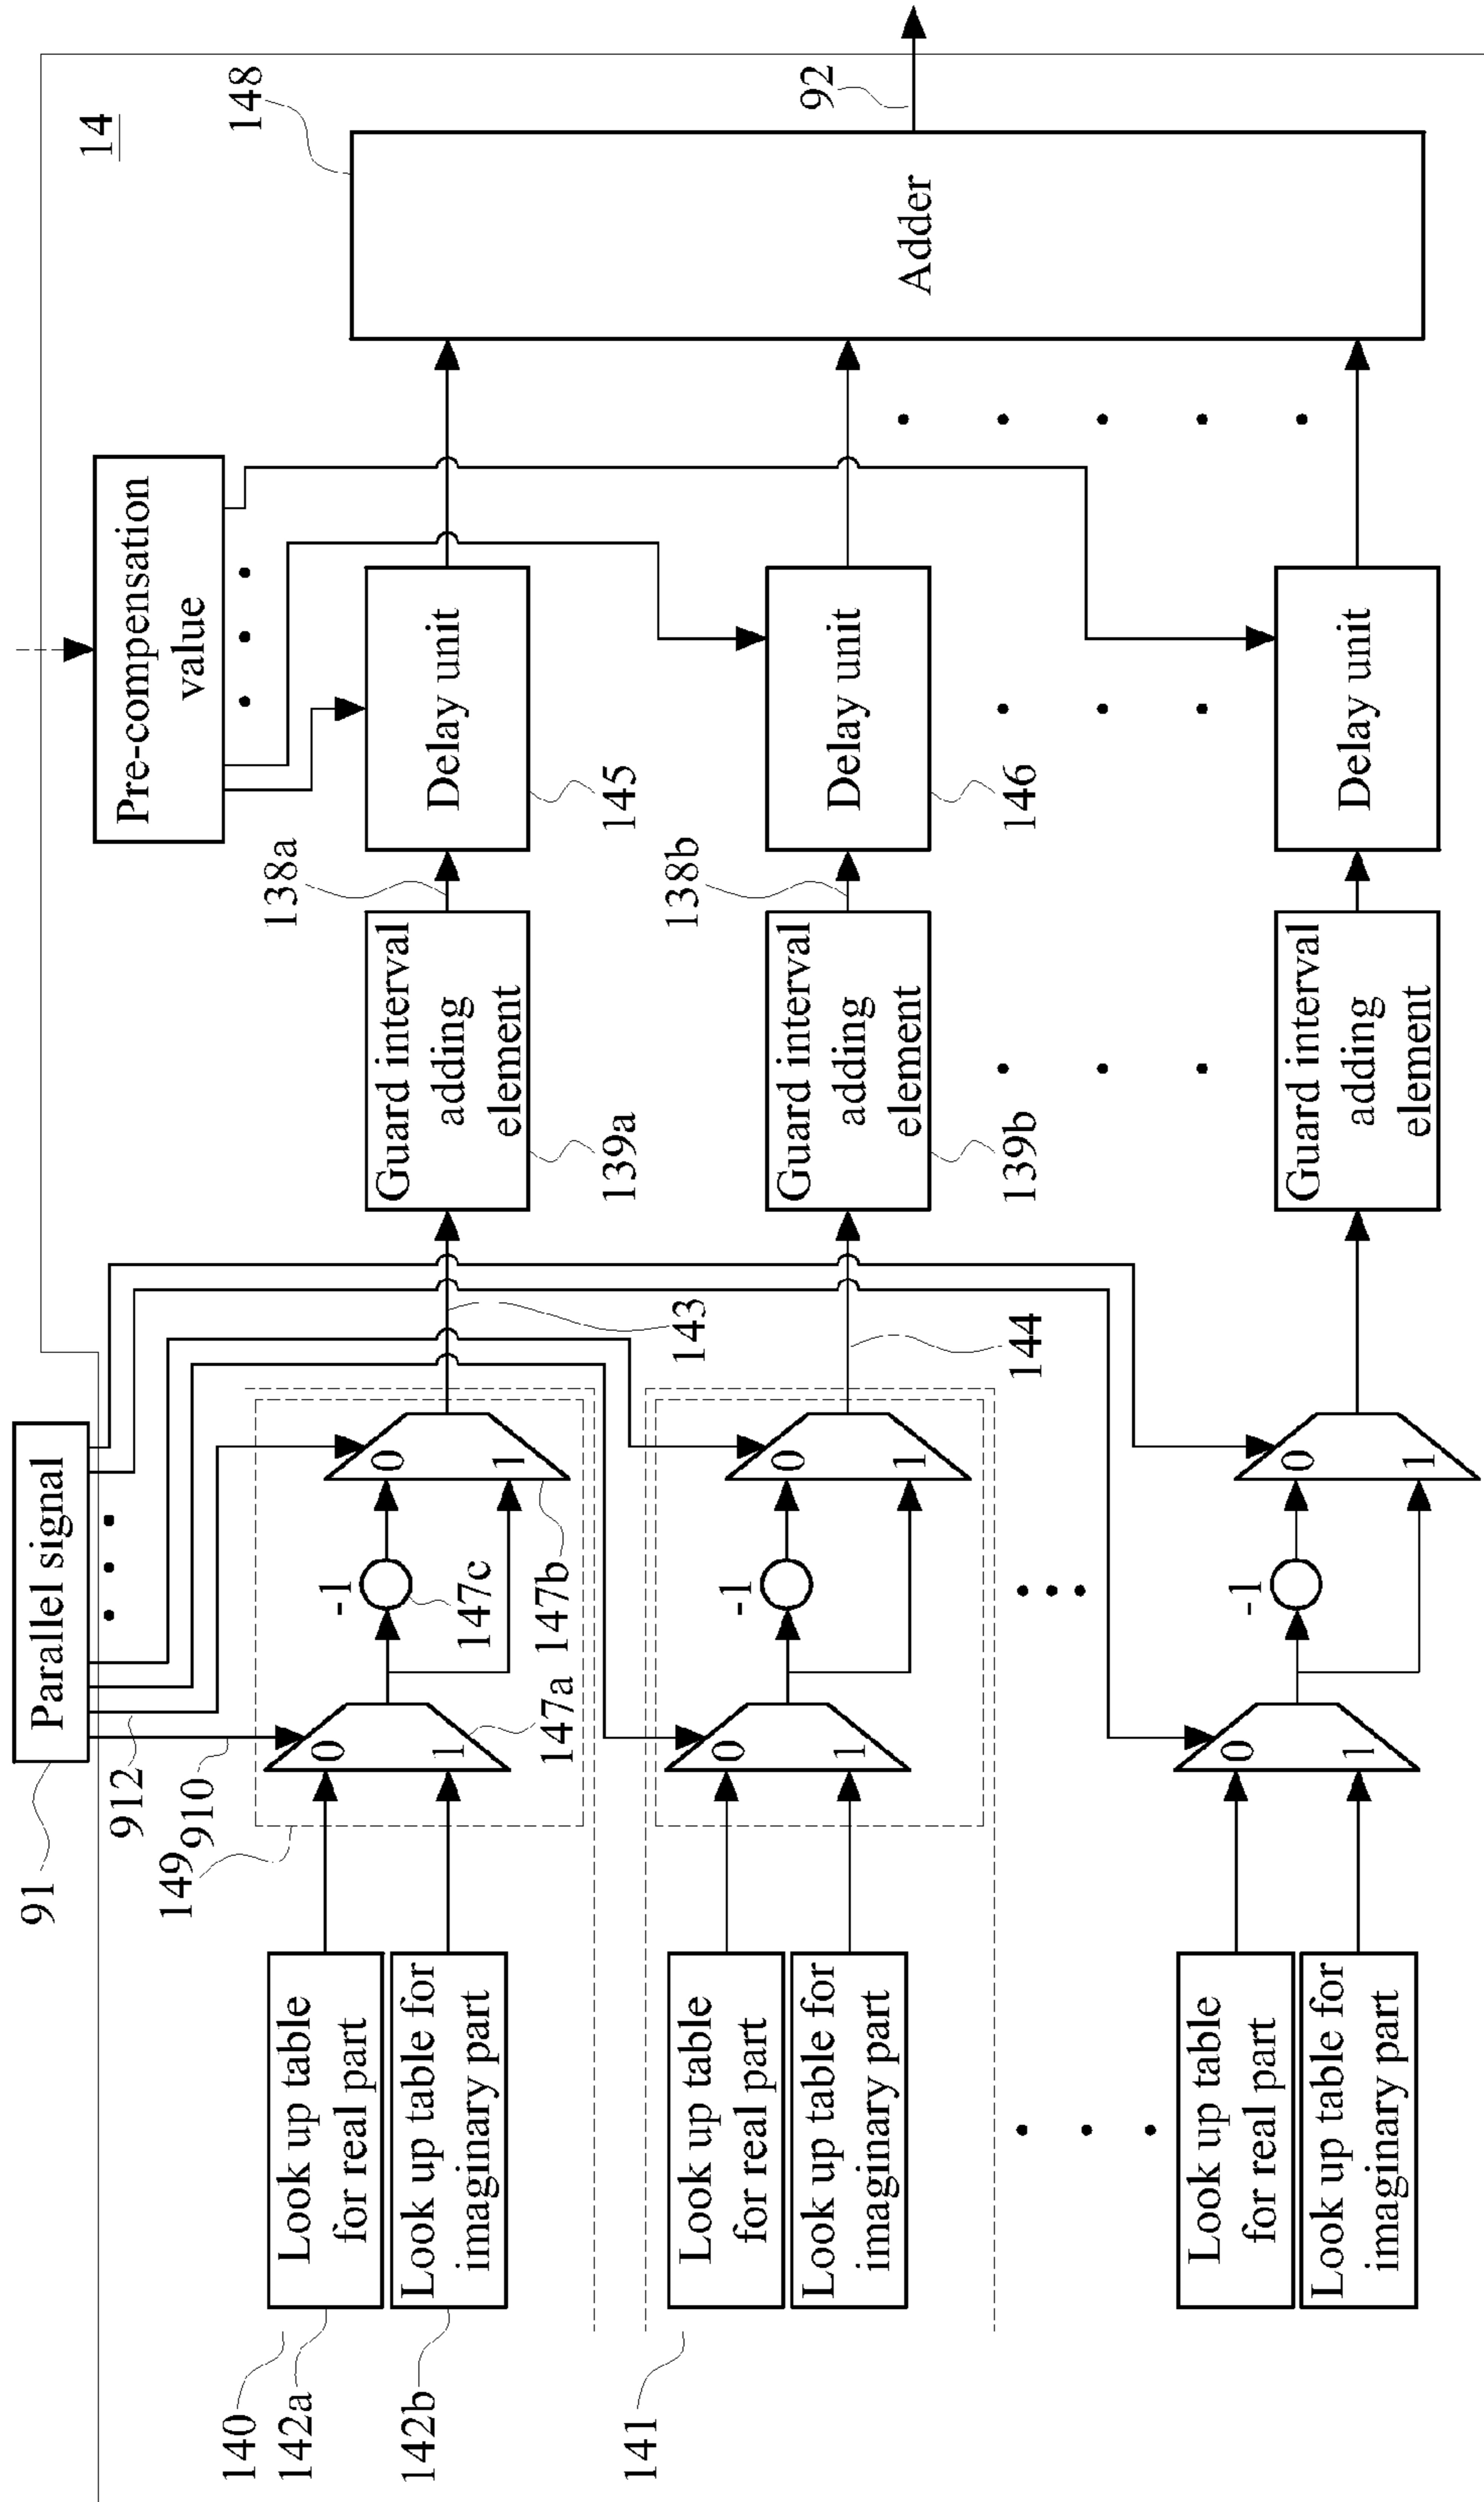 14
91
Parallel signal
912
910
149
Pre-compensation
value
148
92
Adder
140
142a
142b
Look up table
for real part
Look up table for
imaginary part
0
1
147a
-1
147c
0
1
147b
143
Guard interval
adding
element
139a
138a
Delay unit
145
141
Look up table
for real part
Look up table for
imaginary part
0
1
-1
0
1
144
Guard interval
adding
element
139b
138b
Delay unit
146
Look up table
for real part
Look up table for
imaginary part
0
1
-1
0
1
Guard interval
adding
element
Delay unit